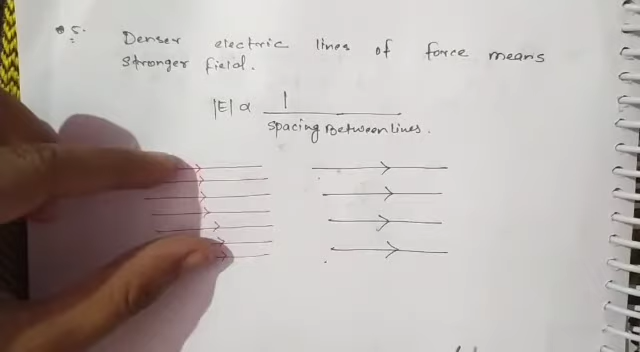 5. Denser electric lines of force means
stronger field.
|E| α 1
spacing Between lines.